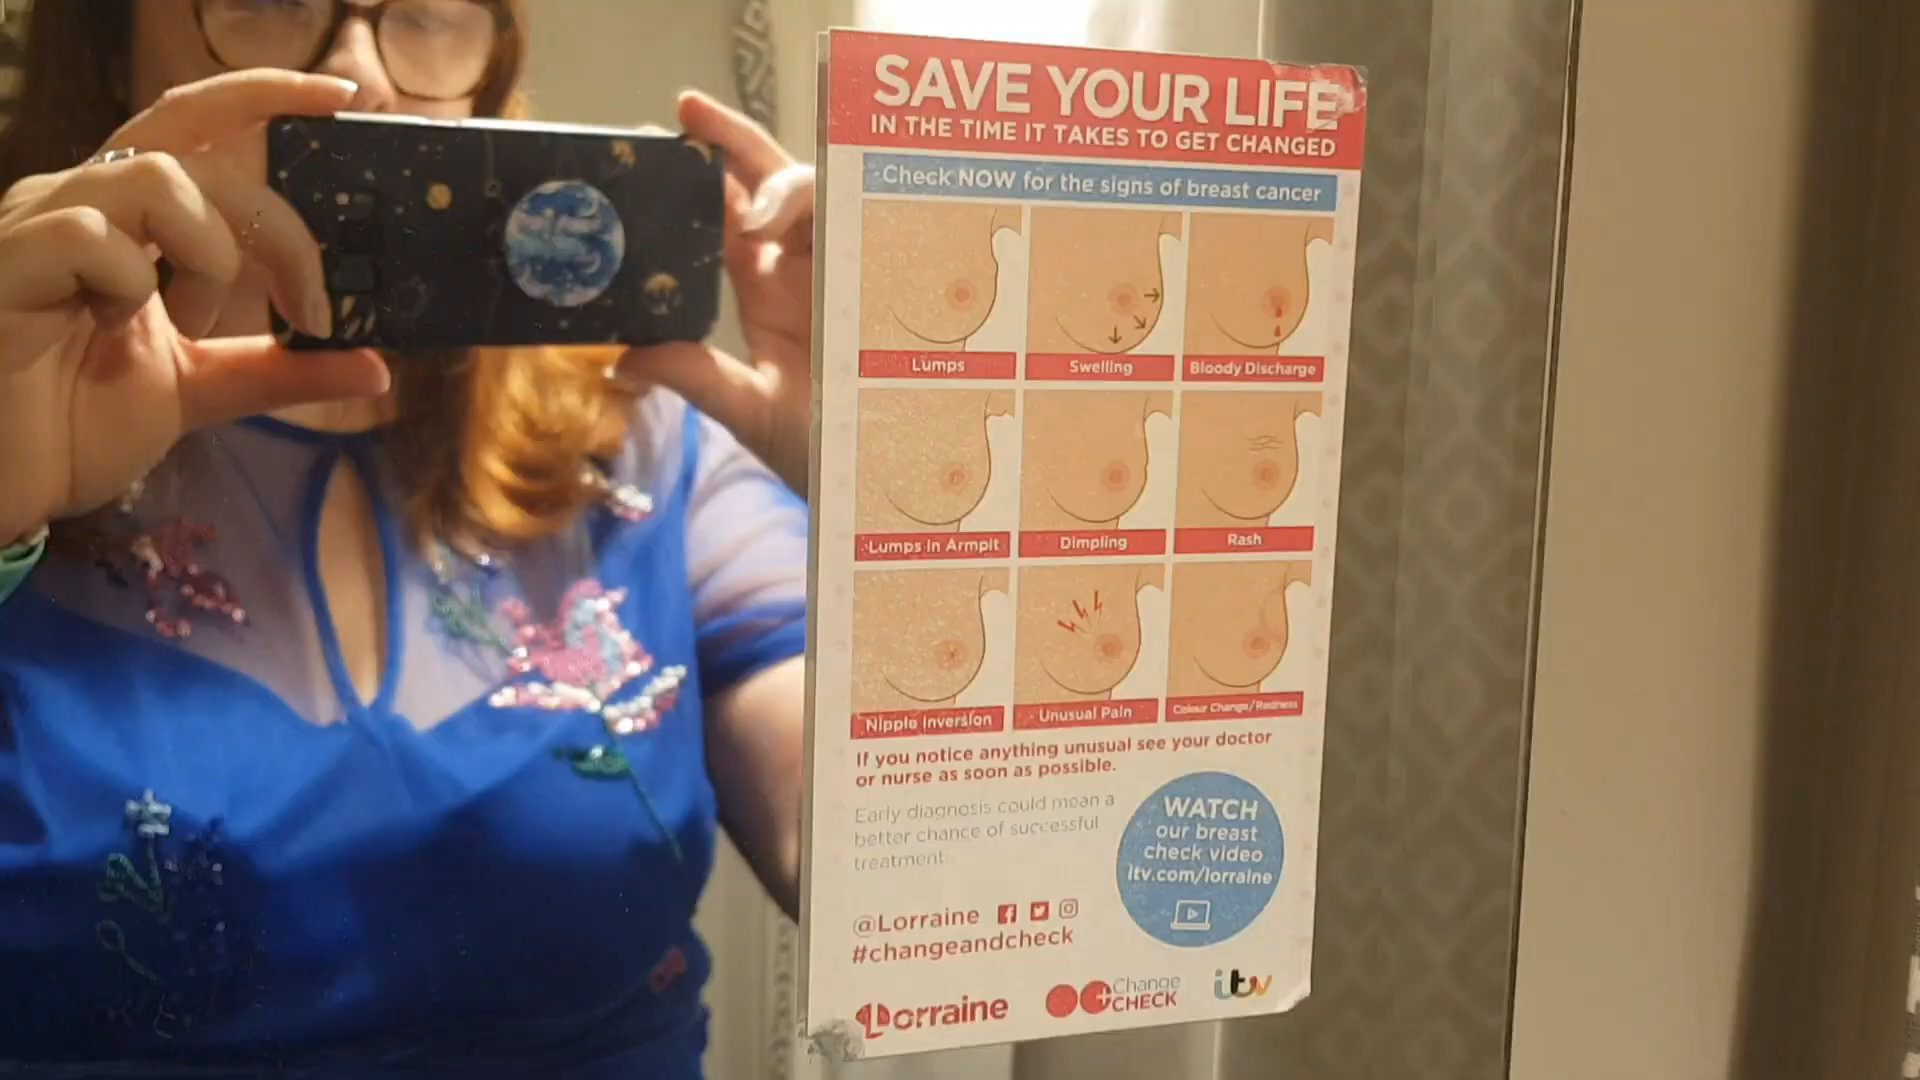 SAVE YOUR LIFE
IN THE TIME IT TAKES TO GET CHANGED
Check NOW for the signs of breast cancer
Lumps
Swelling
Bloody Discharge
Lumps in Armpit
Dimpling
Rash
Nipple Inversion
Unusual Pain
Colour Change/Redness
If you notice anything unusual see your doctor
or nurse as soon as possible.
Early diagnosis could mean a
better chance of successful
treatment
WATCH
our breast
check video
itv.com/lorraine
@Lorraine
#changeandcheck
Lorraine
Change
+CHECK
itv